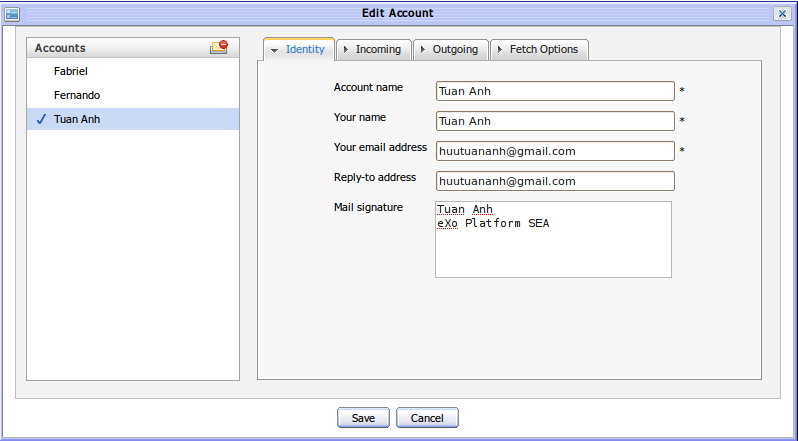 Edit Account
Accounts
Fabriel
Fernando
Tuan Anh
Identity
Incoming
Outgoing
Fetch Options
Account name
Tuan Anh
*
Your name
Tuan Anh
*
Your email address
huutuananh@gmail.com
*
Reply-to address
huutuananh@gmail.com
Mail signature
Tuan Anh
eXo Platform SEA
Save
Cancel